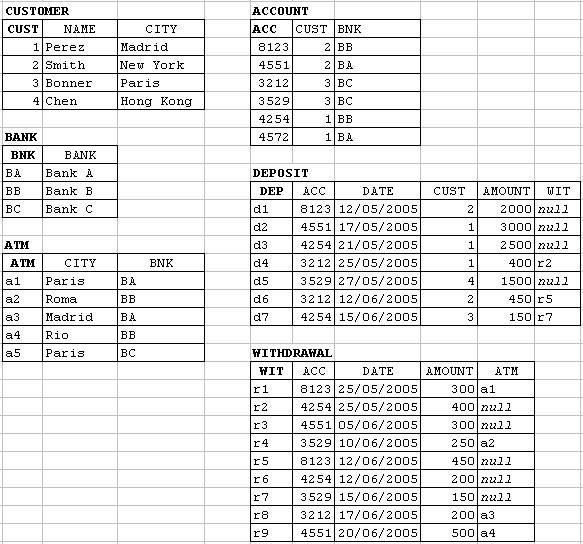 CUSTOMER
CUST NAME CITY
1 Perez Madrid
2 Smith New York
3 Bonner Paris
4 Chen Hong Kong
BANK
BNK BANK
BA Bank A
BB Bank B
BC Bank C
ATM
ATM CITY BNK
a1 Paris BA
a2 Roma BB
a3 Madrid BA
a4 Rio BB
a5 Paris BC
ACCOUNT
ACC CUST BNK
8123 2 BB
4551 2 BA
3212 3 BC
3529 3 BC
4254 1 BB
4572 1 BA
DEPOSIT
DEP ACC DATE CUST AMOUNT WIT
d1 8123 12/05/2005 2 2000 null
d2 4551 17/05/2005 1 3000 null
d3 4254 21/05/2005 1 2500 null
d4 3212 25/05/2005 1 400 r2
d5 3529 27/05/2005 4 1500 null
d6 3212 12/06/2005 2 450 r5
d7 4254 15/06/2005 3 150 r7
WITHDRAWAL
WIT ACC DATE AMOUNT ATM
r1 8123 25/05/2005 300 a1
r2 4254 25/05/2005 400 null
r3 4551 05/06/2005 300 null
r4 3529 10/06/2005 250 a2
r5 8123 12/06/2005 450 null
r6 4254 12/06/2005 200 null
r7 3529 15/06/2005 150 null
r8 3212 17/06/2005 200 a3
r9 4551 20/06/2005 500 a4